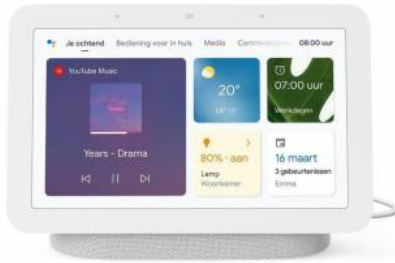 Je ochtend Bediening voor in huis Media 08:00 uur
YouTube Music
Years - Drama
20°
07:00 uur
Werkdagen
80% · aan
Lamp
Woonkamer
16 maart
3 gebeurtenissen
Emma